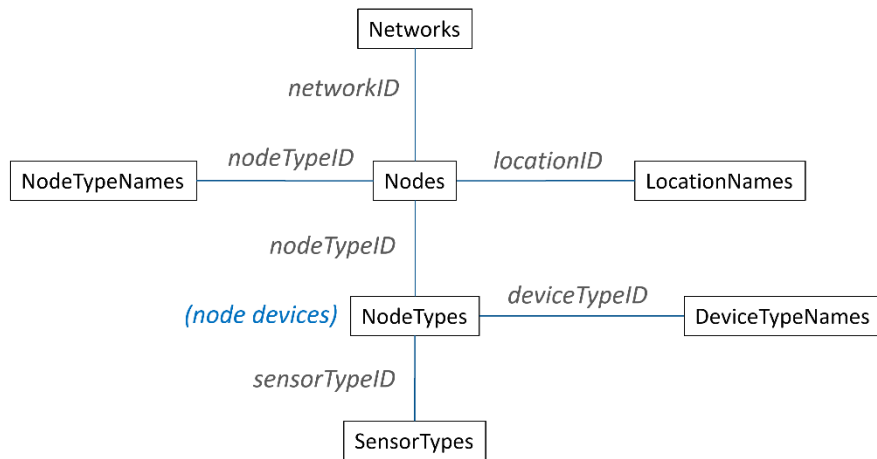 Networks
networkID
nodeTypeID
locationID
NodeTypeNames
Nodes
LocationNames
nodeTypeID
deviceTypeID
(node devices)
NodeTypes
DeviceTypeNames
sensorTypeID
SensorTypes